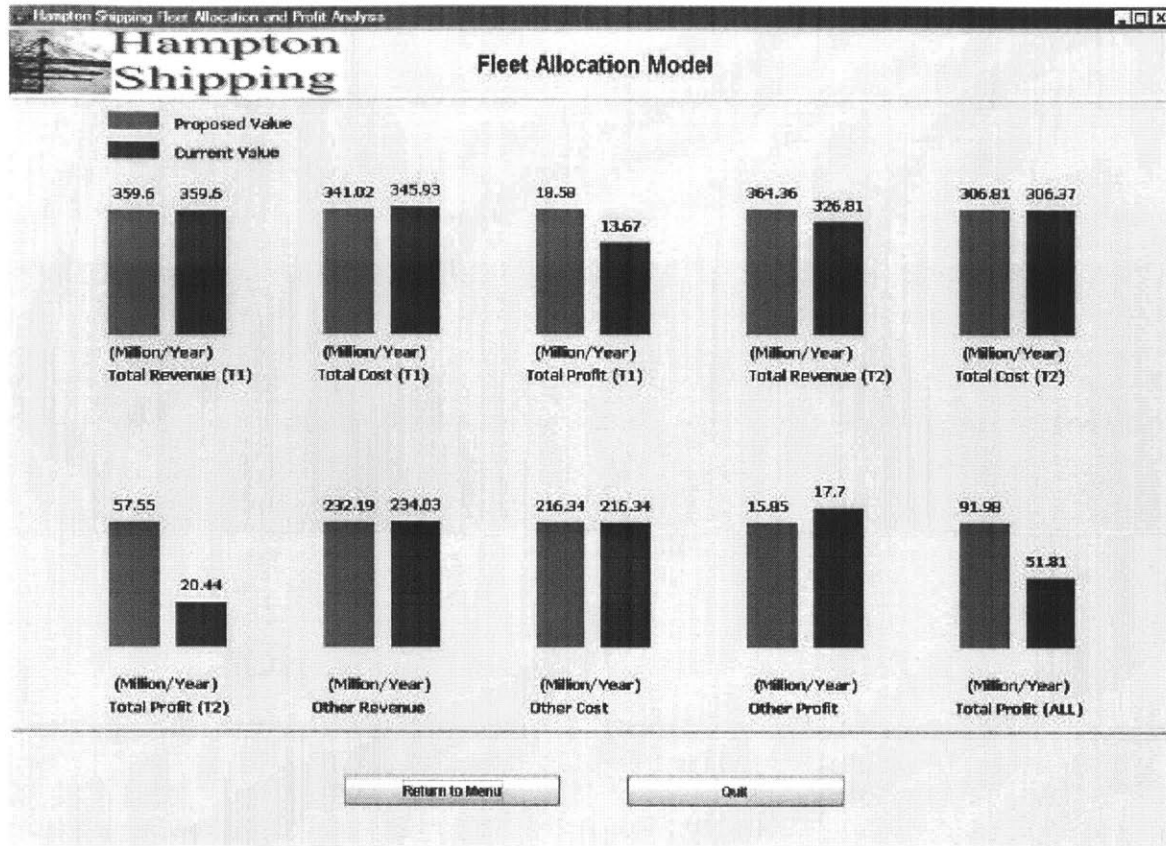 Hampton Shipping Fleet Allocation and Profit Analysis
Hampton
Shipping
Fleet Allocation Model
Proposed Value
Current Value
359.6 359.6 341.02 345.93 18.58 13.67 364.36 326.81 306.81 306.37
(Million/Year) (Million/Year) (Million/Year) (Million/Year) (Million/Year)
Total Revenue (T1) Total Cost (T1) Total Profit (T1) Total Revenue (T2) Total Cost (T2)
57.55 20.44 232.19 234.03 216.34 216.34 15.85 17.7 91.98 51.81
(Million/Year) (Million/Year) (Million/Year) (Million/Year) (Million/Year)
Total Profit (T2) Other Revenue Other Cost Other Profit Total Profit (ALL)
Return to Menu Quit